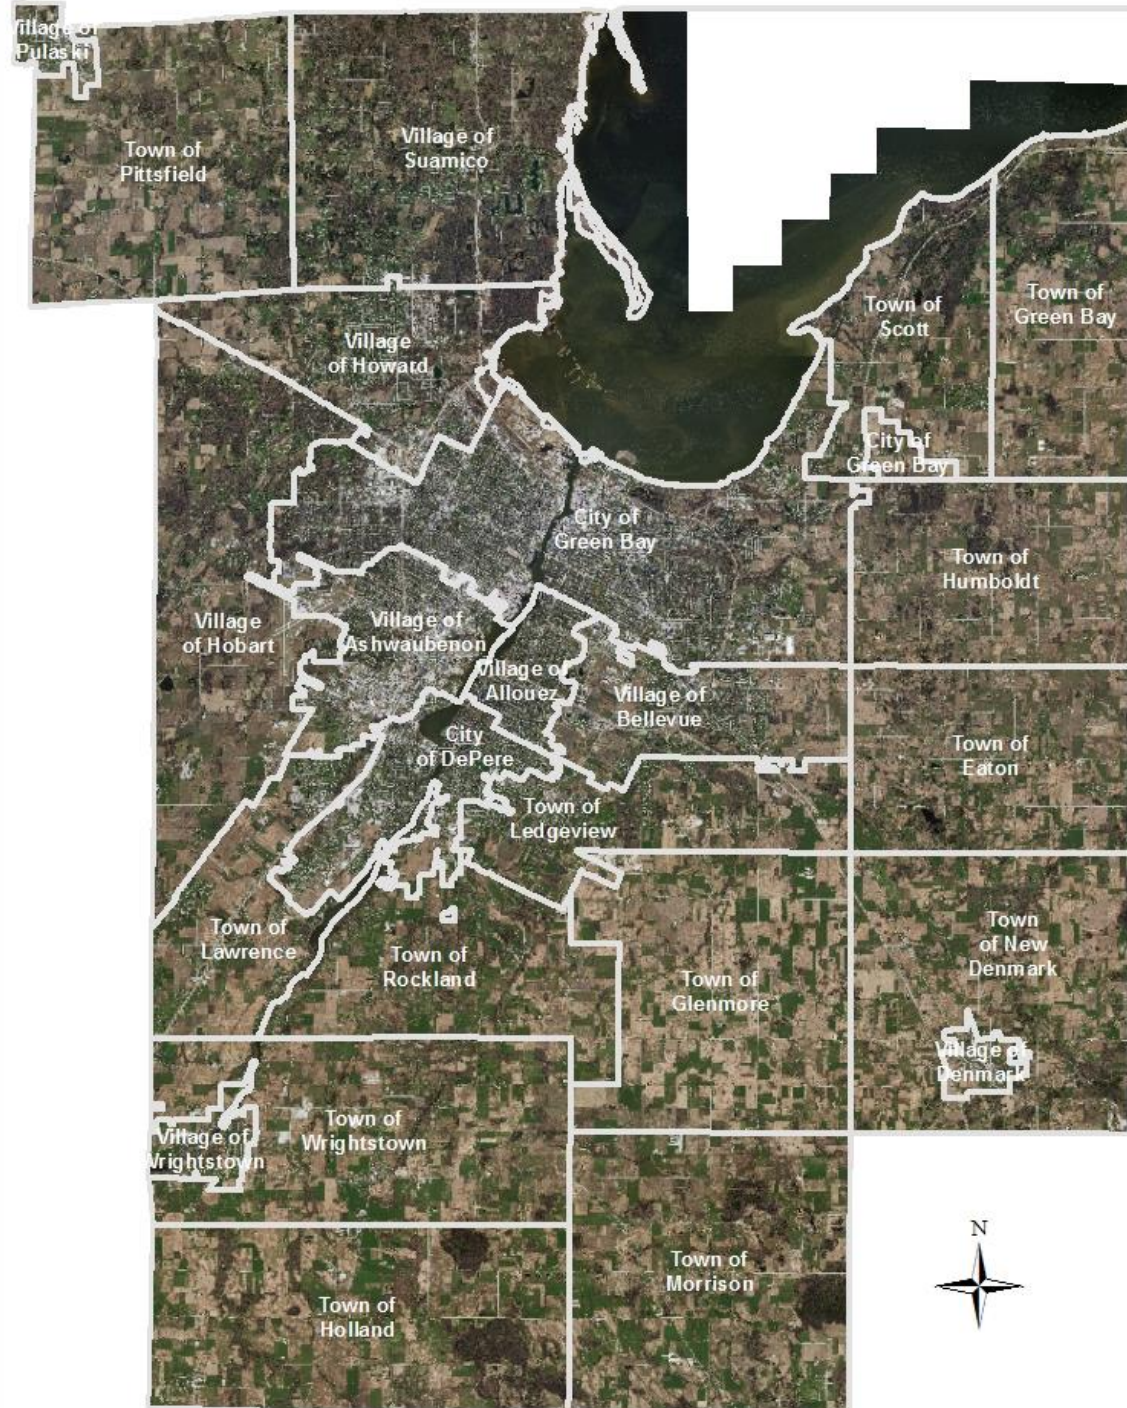 Village of
Pulaski
Town of
Pittsfield
Village of
Suamico
Town of
Scott
Town of
Green Bay
Village
of Howard
City of
Green Bay
City of
Green Bay
Town of
Humboldt
Village
of Hobart
Village of
Ashwaubenon
Village of
Allouez
Village of
Bellevue
City
of DePere
Town of
Eaton
Town of
Ledgeview
Town of
Lawrence
Town of
Rockland
Town of
Glenmore
Town
of New
Denmark
Village of
Denmark
Town of
Wrightstown
Village of
Wrightstown
Town of
Morrison
Town of
Holland
N